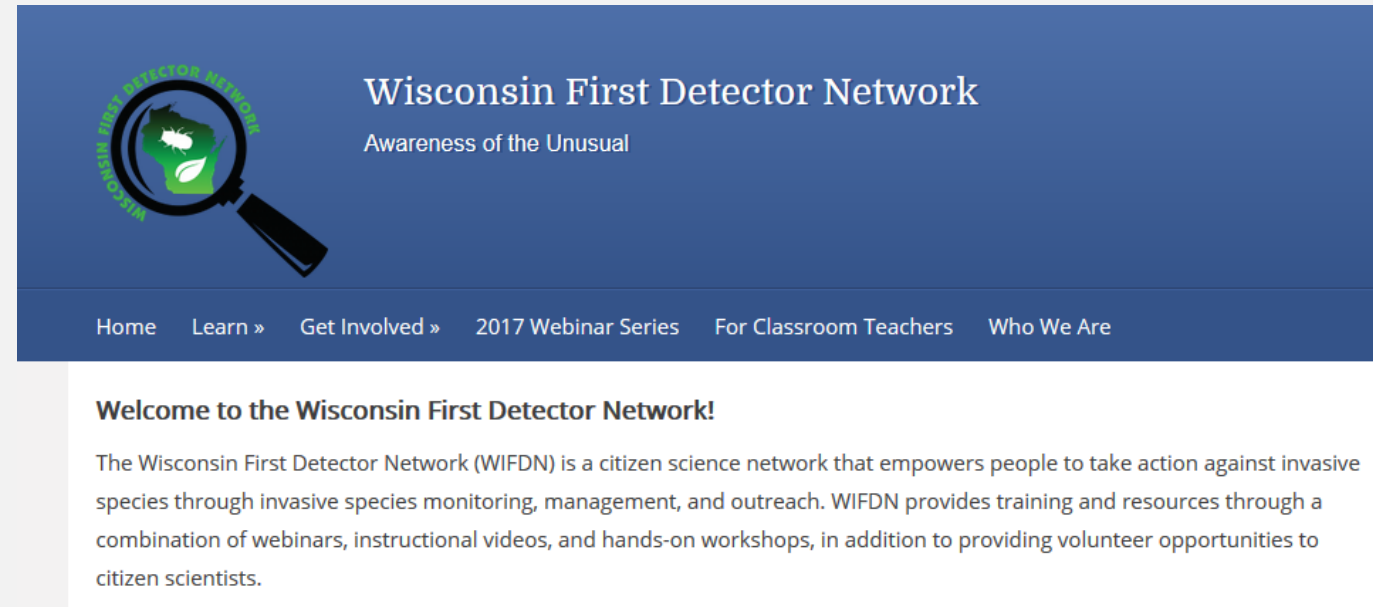 WISCONSIN FIRST DETECTOR NETWORK
Wisconsin First Detector Network
Awareness of the Unusual
Home Learn » Get Involved » 2017 Webinar Series For Classroom Teachers Who We Are
Welcome to the Wisconsin First Detector Network!
The Wisconsin First Detector Network (WIFDN) is a citizen science network that empowers people to take action against invasive
species through invasive species monitoring, management, and outreach. WIFDN provides training and resources through a
combination of webinars, instructional videos, and hands-on workshops, in addition to providing volunteer opportunities to
citizen scientists.